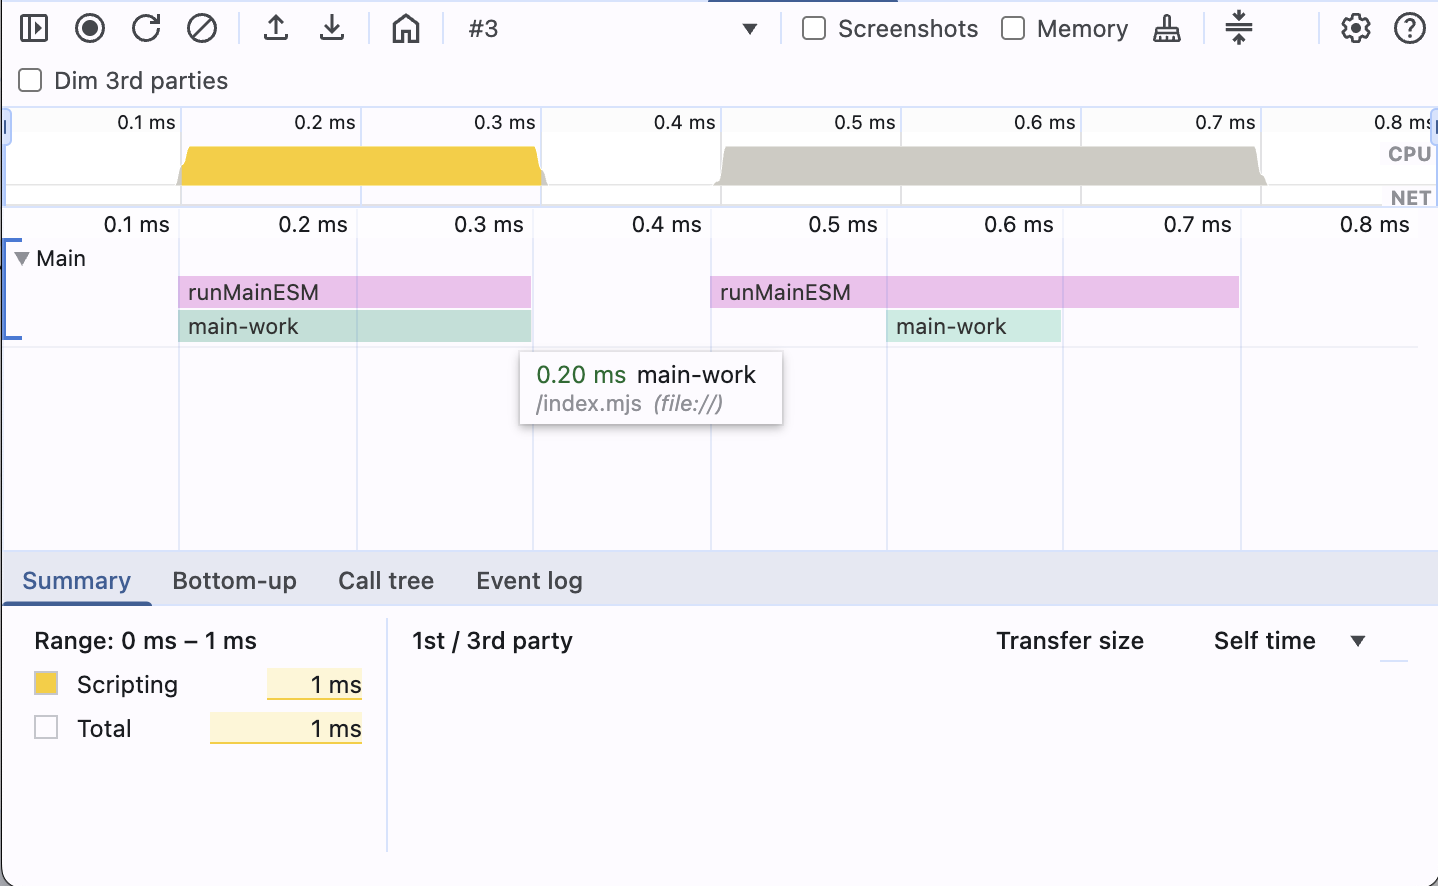 #3 Screenshots Memory
Dim 3rd parties
0.1 ms 0.2 ms 0.3 ms 0.4 ms 0.5 ms 0.6 ms 0.7 ms 0.8 ms
CPU
NET
0.1 ms 0.2 ms 0.3 ms 0.4 ms 0.5 ms 0.6 ms 0.7 ms 0.8 ms
Main
runMainESM runMainESM
main-work main-work
0.20 ms main-work
/index.mjs (file://)
Summary Bottom-up Call tree Event log
Range: 0 ms – 1 ms 1st / 3rd party Transfer size Self time
Scripting 1 ms
Total 1 ms